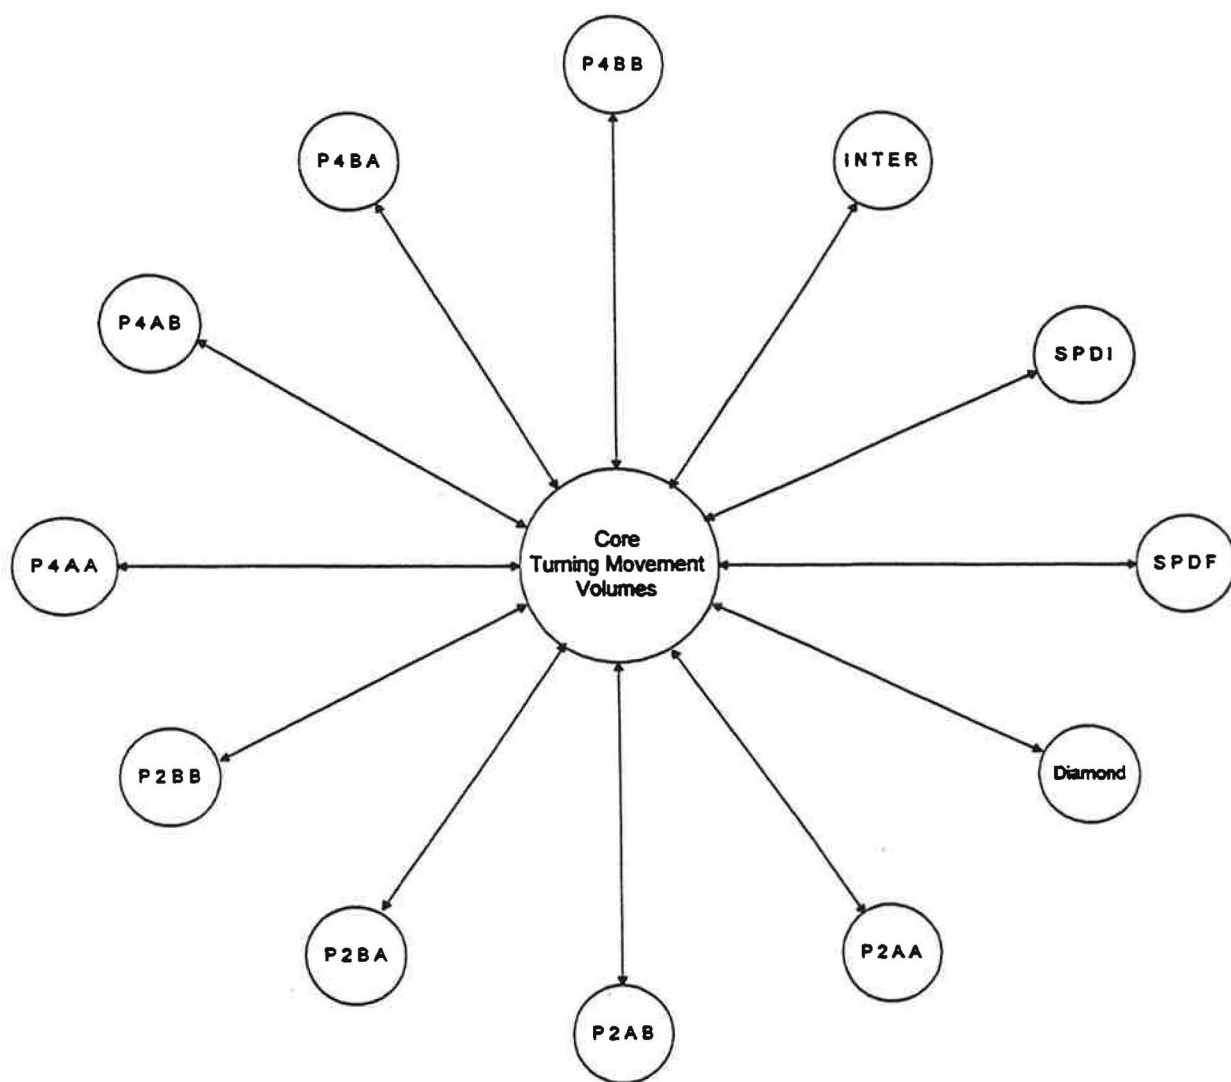 P4BB
P4BA
INTER
P4AB
SPDI
Core
Turning Movement
Volumes
P4AA
SPDF
P2BB
Diamond
P2BA
P2AA
P2AB